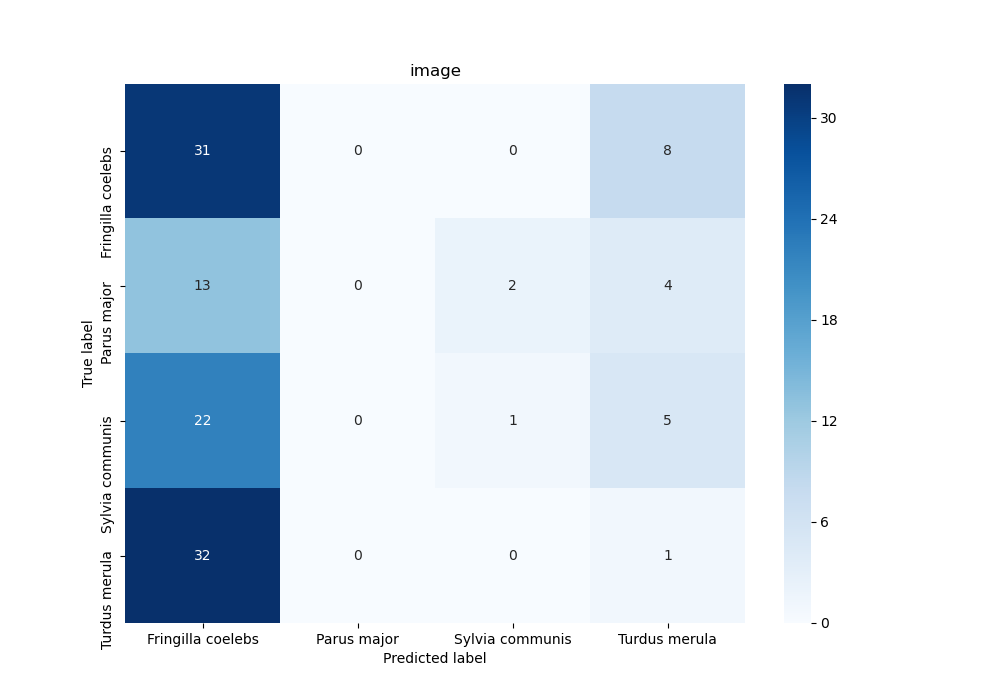 image
True label
Fringilla coelebs
31 0 0 8
Parus major
13 0 2 4
Sylvia communis
22 0 1 5
Turdus merula
32 0 0 1
Fringilla coelebs Parus major Sylvia communis Turdus merula
Predicted label
30
24
18
12
6
0